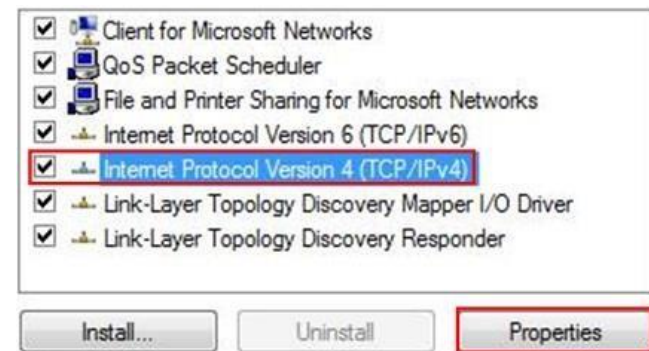 Client for Microsoft Networks
QoS Packet Scheduler
File and Printer Sharing for Microsoft Networks
Internet Protocol Version 6 (TCP/IPv6)
Internet Protocol Version 4 (TCP/IPv4)
Link-Layer Topology Discovery Mapper I/O Driver
Link-Layer Topology Discovery Responder
Install... Uninstall Properties